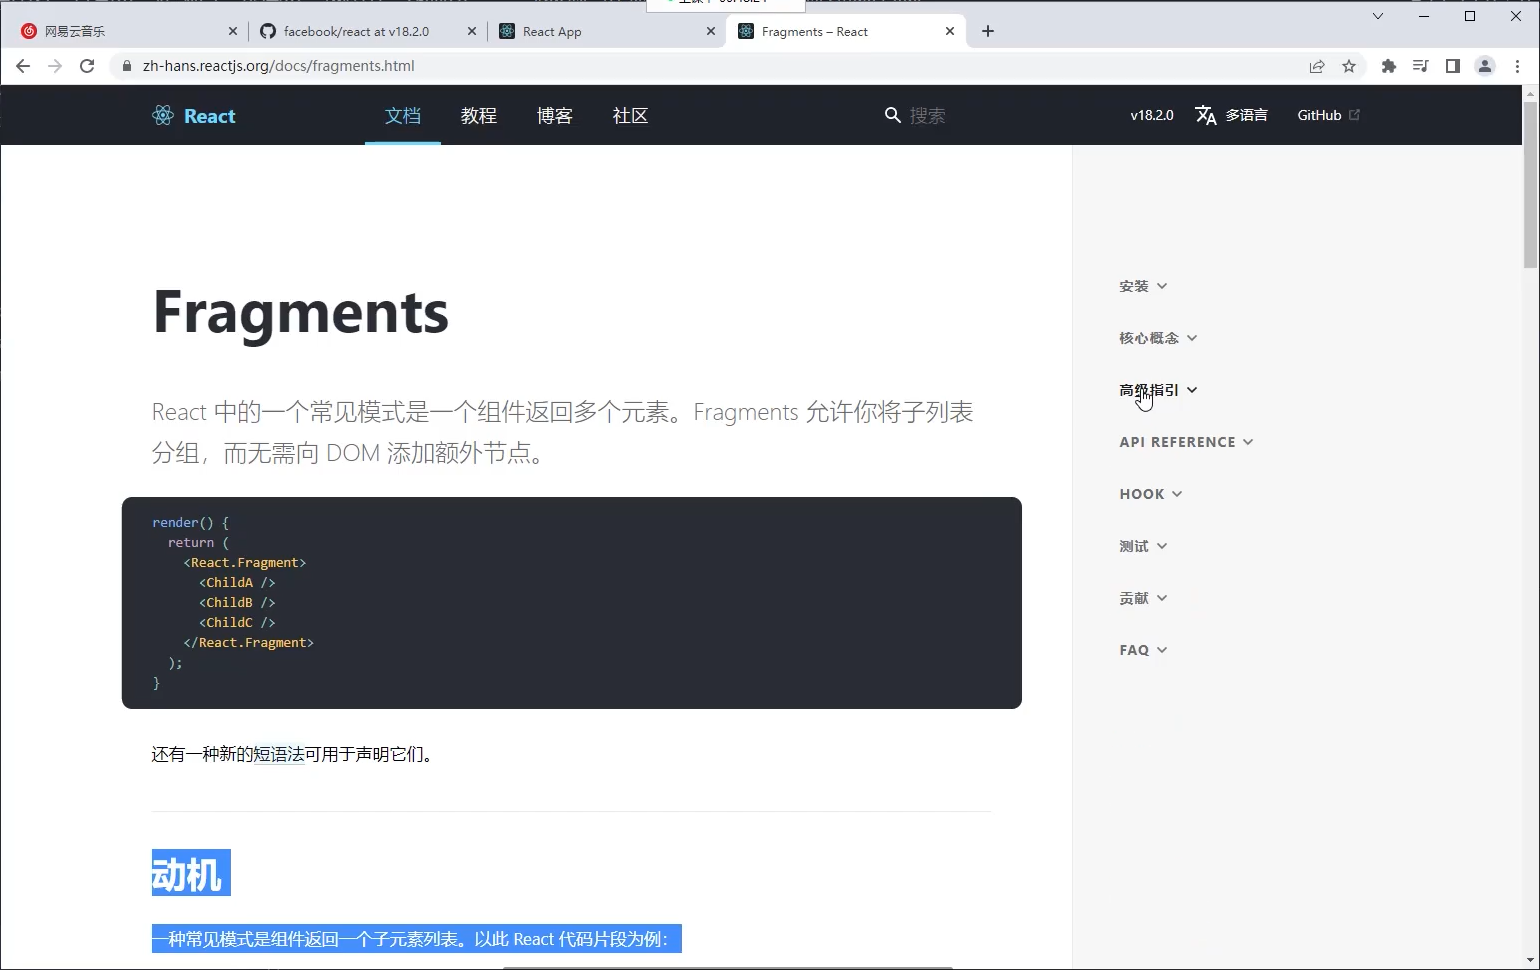 网易云音乐
facebook/react at v18.2.0
React App
Fragments – React
zh-hans.reactjs.org/docs/fragments.html
React
文档
教程
博客
社区
搜索
v18.2.0
多语言
GitHub
Fragments
React 中的一个常见模式是一个组件返回多个元素。Fragments 允许你将子列表
分组，而无需向 DOM 添加额外节点。
render() {
return (
<React.Fragment>
<ChildA />
<ChildB />
<ChildC />
</React.Fragment>
);
}
还有一种新的短语法可用于声明它们。
动机
一种常见模式是组件返回一个子元素列表。以此 React 代码片段为例：
安装
核心概念
高级指引
API REFERENCE
HOOK
测试
贡献
FAQ